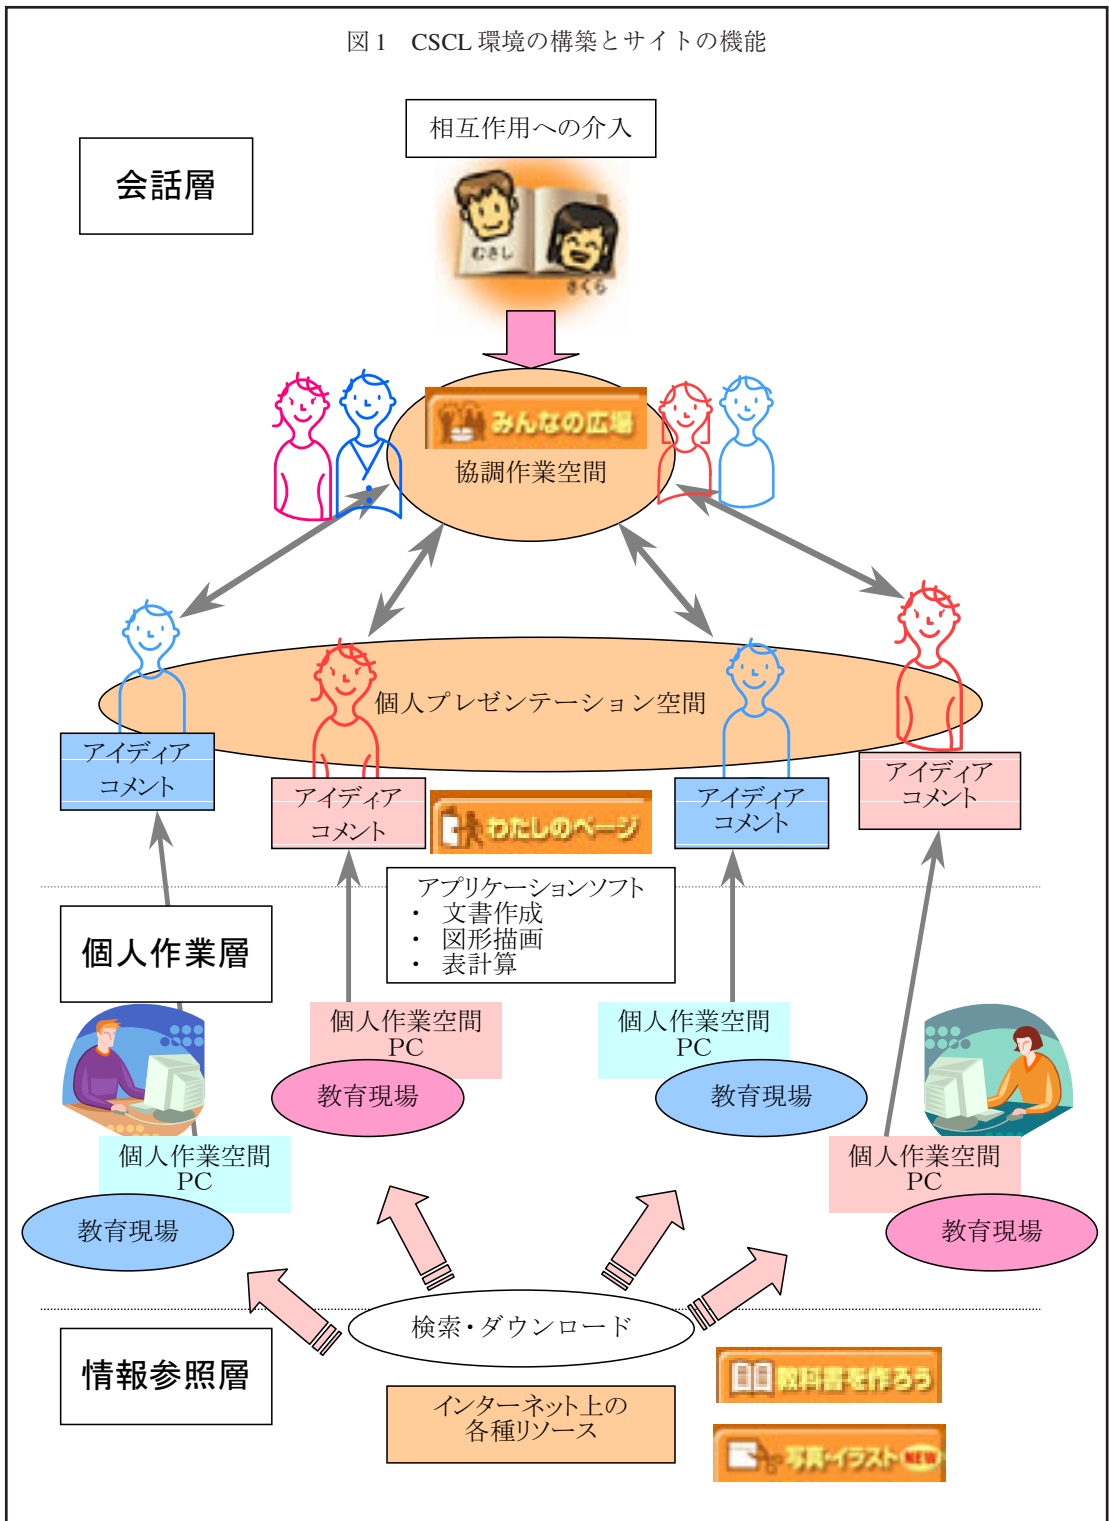 図1 CSCL 環境の構築とサイトの機能
相互作用への介入
会話層
むさし
さくら
みんなの広場
協調作業空間
個人プレゼンテーション空間
アイディア
コメント
アイディア
コメント
アイディア
コメント
アイディア
コメント
わたしのページ
アプリケーションソフト
・ 文書作成
・ 図形描画
・ 表計算
個人作業層
個人作業空間
PC
教育現場
個人作業空間
PC
教育現場
個人作業空間
PC
教育現場
個人作業空間
PC
教育現場
検索・ダウンロード
情報参照層
インターネット上の
各種リソース
教科書を作ろう
写真・イラスト NEW